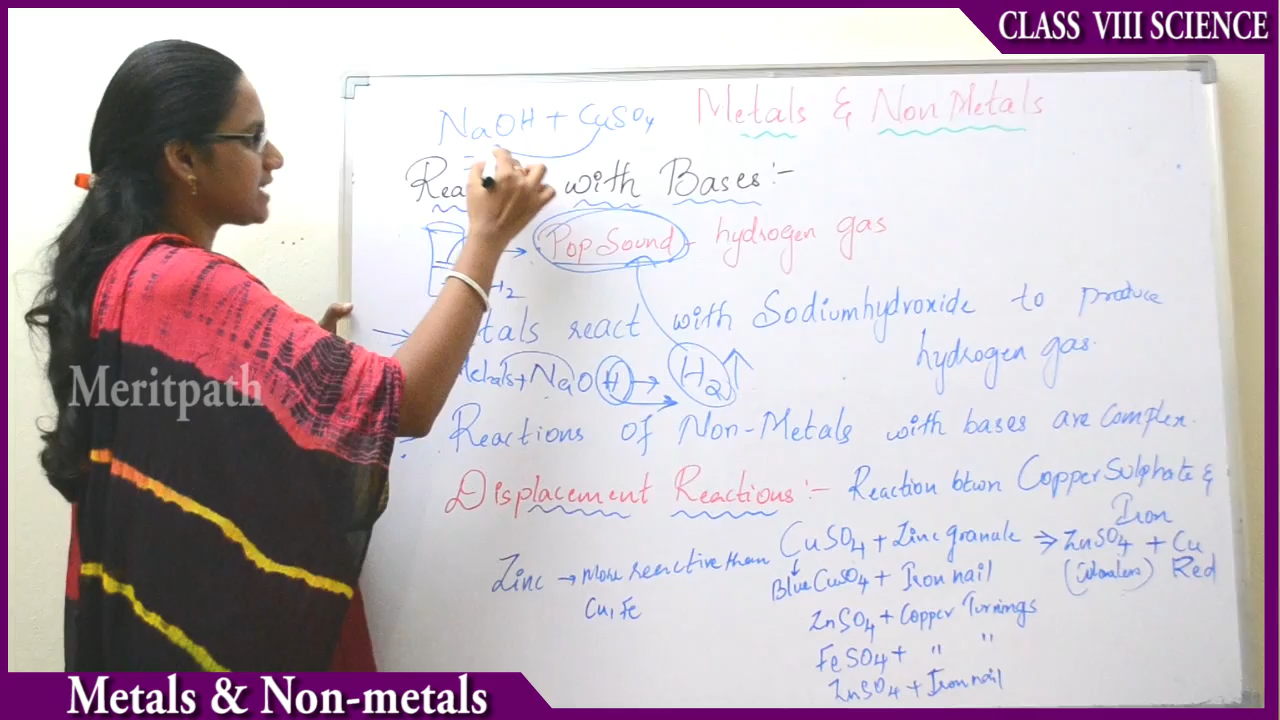 CLASS VIII SCIENCE
NaOH + CuSO4
Metals & Non Metals
with Bases :-
Pop Sound - hydrogen gas
react with Sodiumhydroxide to produce
hydrogen gas.
Metals + NaOH → H2 ↑
Reactions of Non-Metals with bases are complex.
Displacement Reactions :- Reaction btwn Copper Sulphate &
Iron
CuSO4 + Zinc granule → ZnSO4 + Cu
Zinc → More reactive than
Cu, Fe
Blue CuSO4 + Iron nail
Red
ZnSO4 + Copper Turnings
FeSO4 + " "
ZnSO4 + Iron nail
Meritpath
Metals & Non-metals